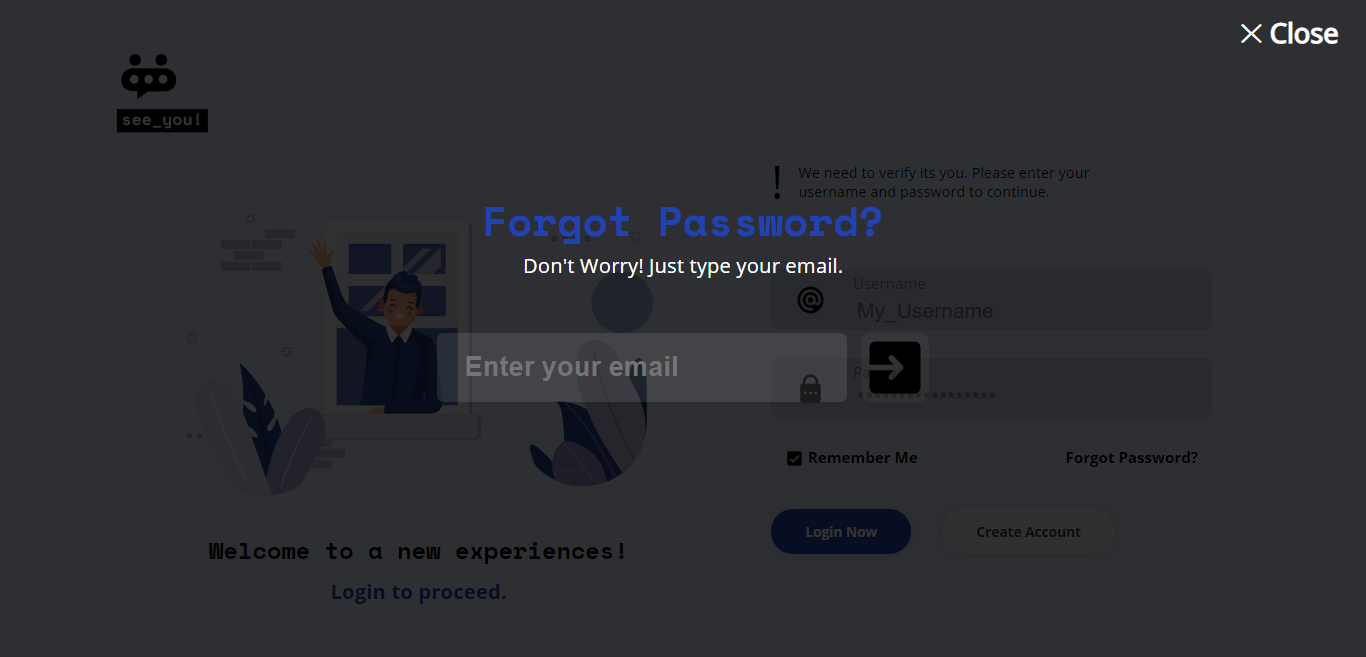 Close
see_you!
We need to verify its you. Please enter your
username and password to continue.
Forgot Password?
Don't Worry! Just type your email.
Username
My_Username
Enter your email
Pa
*****************
Remember Me
Forgot Password?
Login Now
Create Account
Welcome to a new experiences!
Login to proceed.